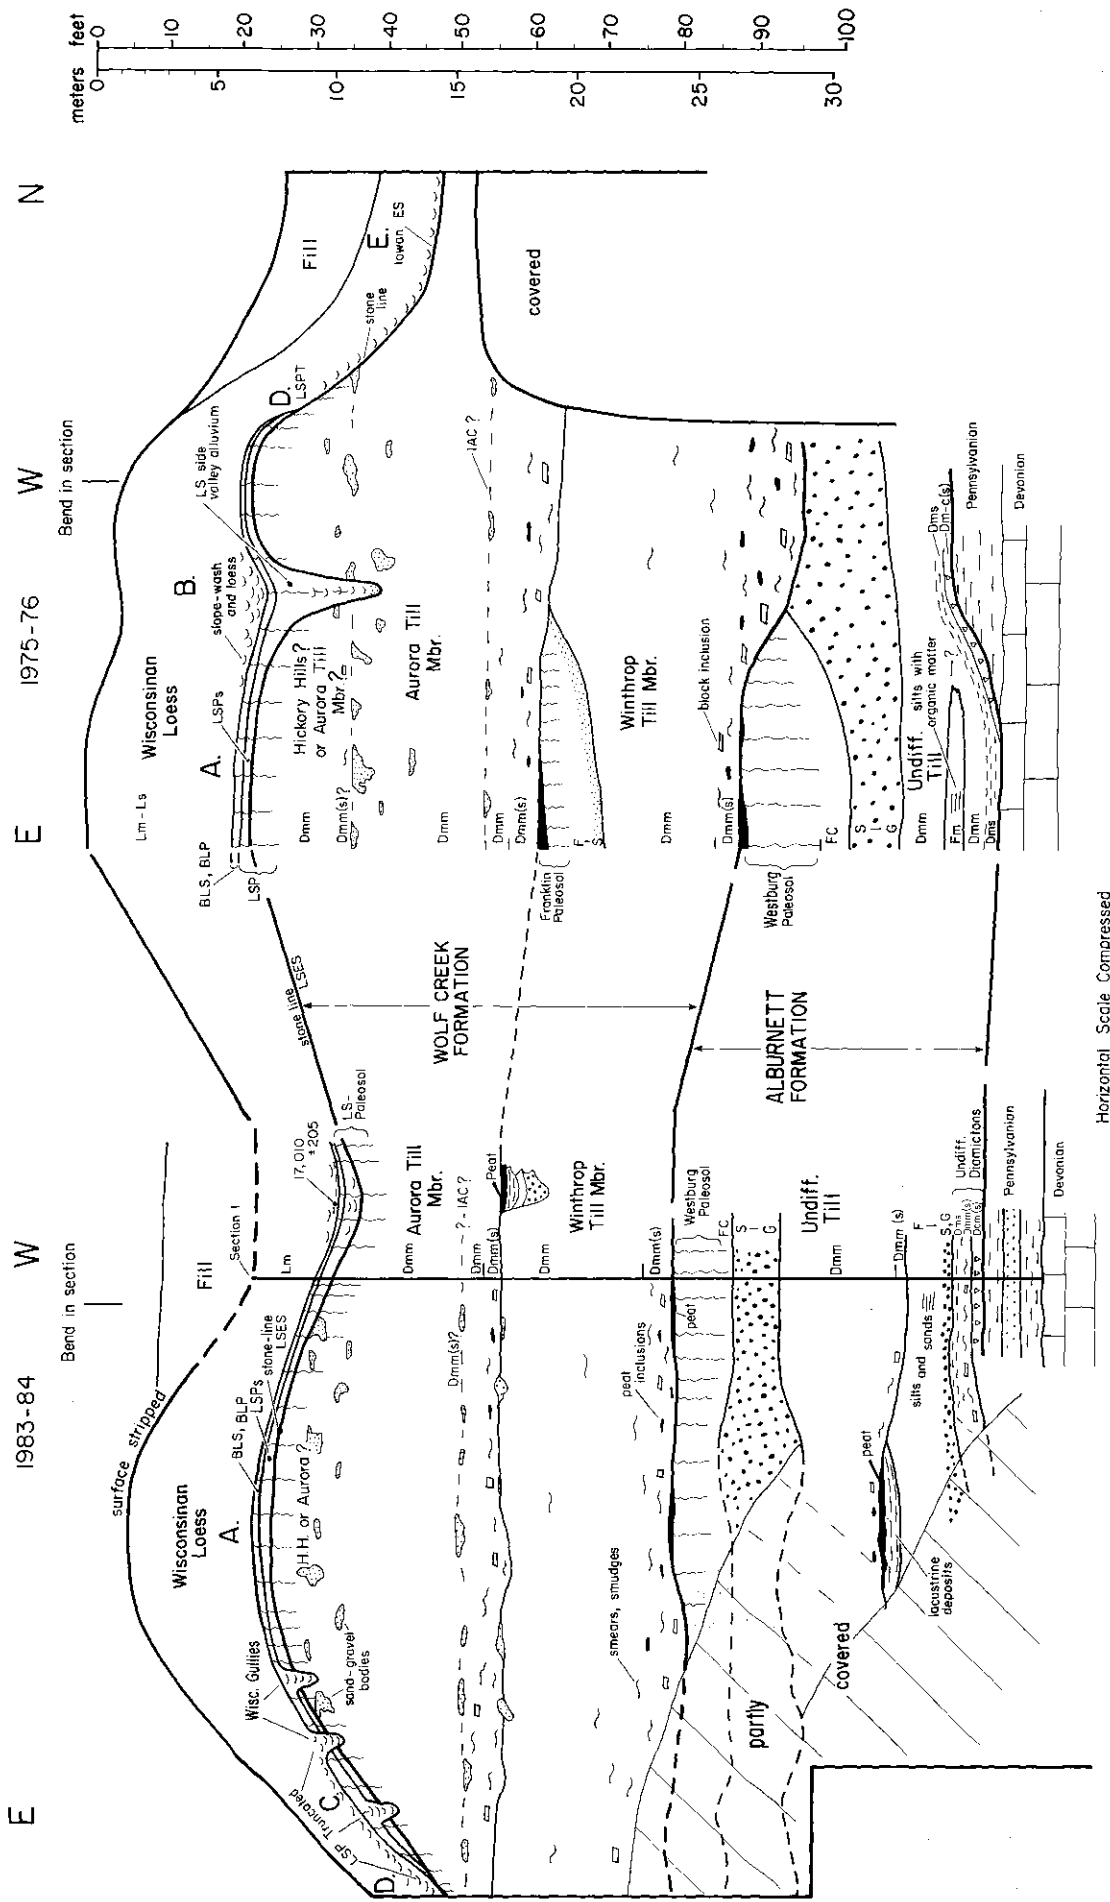 E
1983-84
W
E
1975-76
W
N
Bend in section
Bend in section
meters feet
0
5
10
15
20
25
30
0
10
20
30
40
50
60
70
80
90
100
surface stripped
Wisconsinan
Loess
A.
BLS, BLP
LSPs
stone-line
LSES
Wisc. Gullies
Truncated
LSP
C.
D.
H.H. or Aurora?
sand-gravel
bodies
Fill
Section 1
Lm
17,010
±205
LS-
Paleosol
Aurora Till
Mbr.
Dmm
Dmm(s)?
? - IAC ?
Dmm
Dmm(s)
Peat
Dmm
Winthrop
Till Mbr.
peat
inclusions
smears, smudges
Dmm(s)
peat
Westburg
Paleosol
FC
S
I
G
Undiff.
Till
Dmm
Dmm (s)
F
I
S,G
silts and sands
peat
lacustrine
deposits
partly
covered
Dms
Dmm(s)
Dcm(s)
Undiff.
Diamictons
Pennsylvanian
Devonian
stone line
LSES
WOLF CREEK
FORMATION
ALBURNETT
FORMATION
Wisconsinan
Loess
Lm-Ls
A.
BLS, BLP
LSP
LSPs
slope-wash
and loess
B.
LS side
valley alluvium
D.
LSPT
Fill
E.
Iowan ES
stone
line
Hickory Hills?
or Aurora Till
Mbr.?
Dmm
Dmm(s)?
Aurora Till
Mbr.
Dmm
IAC ?
Dmm
Dmm(s)
Franklin
Paleosol
F
S
covered
Winthrop
Till Mbr.
Dmm
block inclusion
Dmm(s)
Westburg
Paleosol
FC
S
I
G
Undiff.
Till
Dmm
silts with
organic matter
?
Fm
Dmm
Dms
Dms
Dm-c(s)
Pennsylvanian
Devonian
Horizontal Scale Compressed